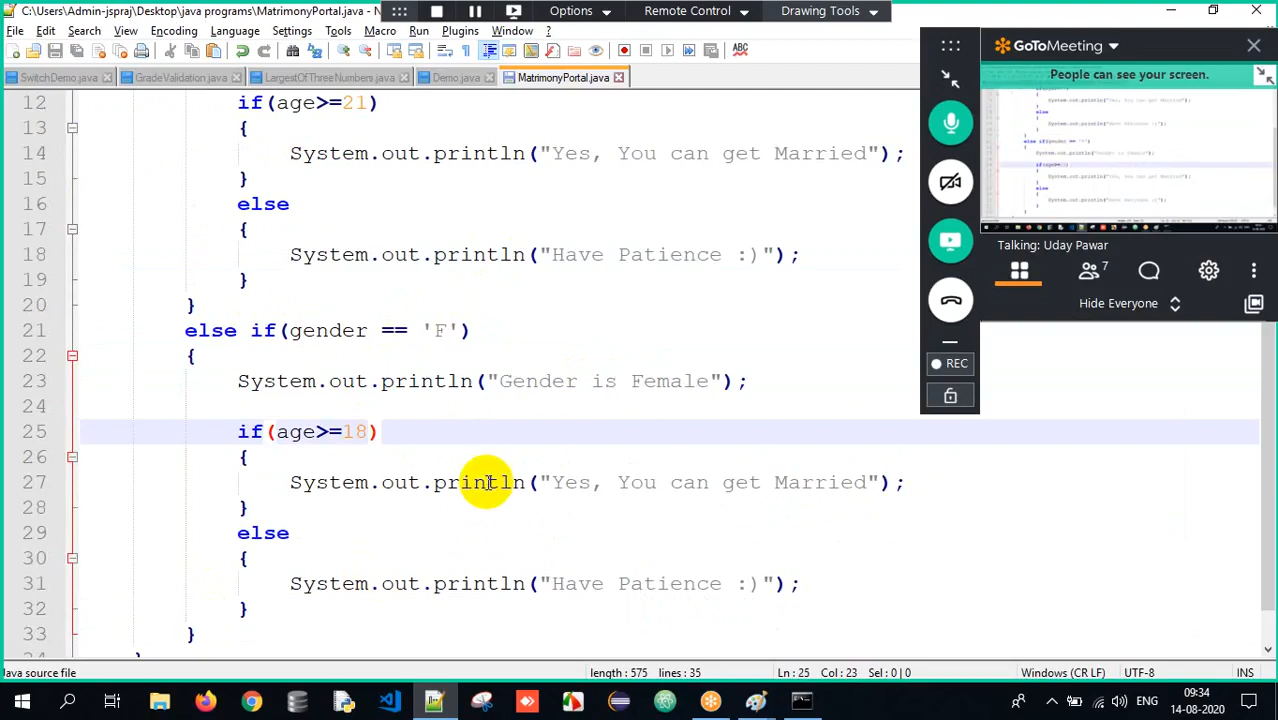 C:\Users\Admin-jspraj\Desktop\java programs\MatrimonyPortal.java - N
Options
Remote Control
Drawing Tools
File Edit Search View Encoding Language Settings Tools Macro Run Plugins Window ?
SwitchDemo.java GradeValidation.java LargestOfThreeNumbers.java Demo.java MatrimonyPortal.java
GoToMeeting
People can see your screen.
Talking: Uday Pawar
7
Hide Everyone
REC
12 if(age>=21)
13 {
14 System.out.println("Yes, You can get Married");
15 }
16 else
17 {
18 System.out.println("Have Patience :)");
19 }
20 }
21 else if(gender == 'F')
22 {
23 System.out.println("Gender is Female");
24
25 if(age>=18)
26 {
27 System.out.println("Yes, You can get Married");
28 }
29 else
30 {
31 System.out.println("Have Patience :)");
32 }
33 }
Java source file length : 575 lines : 35 Ln : 25 Col : 23 Sel : 0 | 0 Windows (CR LF) UTF-8 INS
ENG
09:34
14-08-2020